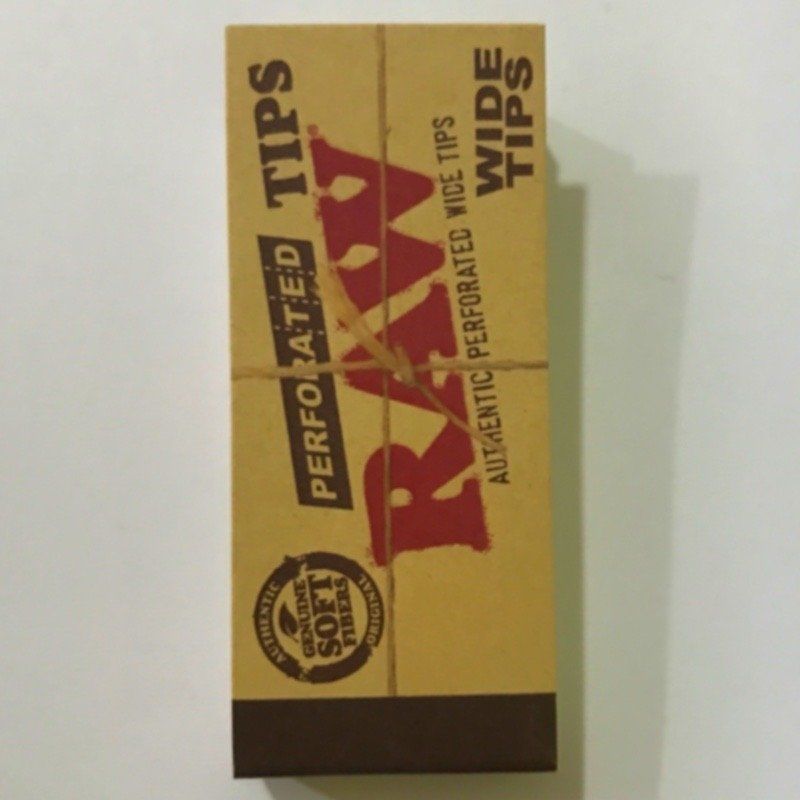 PERFORATED TIPS
RAW
AUTHENTIC PERFORATED WIDE TIPS
WIDE
TIPS
AUTHENTIC
GENUINE
SOFT
FIBERS
ORIGINAL